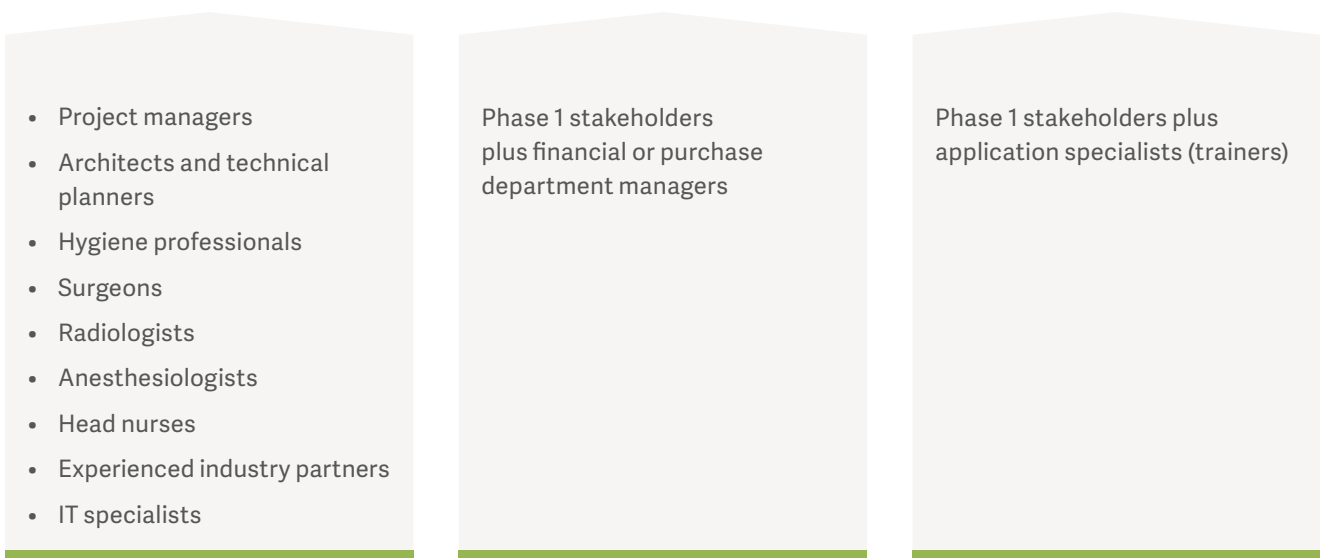 • Project managers
• Architects and technical
planners
• Hygiene professionals
• Surgeons
• Radiologists
• Anesthesiologists
• Head nurses
• Experienced industry partners
• IT specialists
Phase 1 stakeholders
plus financial or purchase
department managers
Phase 1 stakeholders plus
application specialists (trainers)